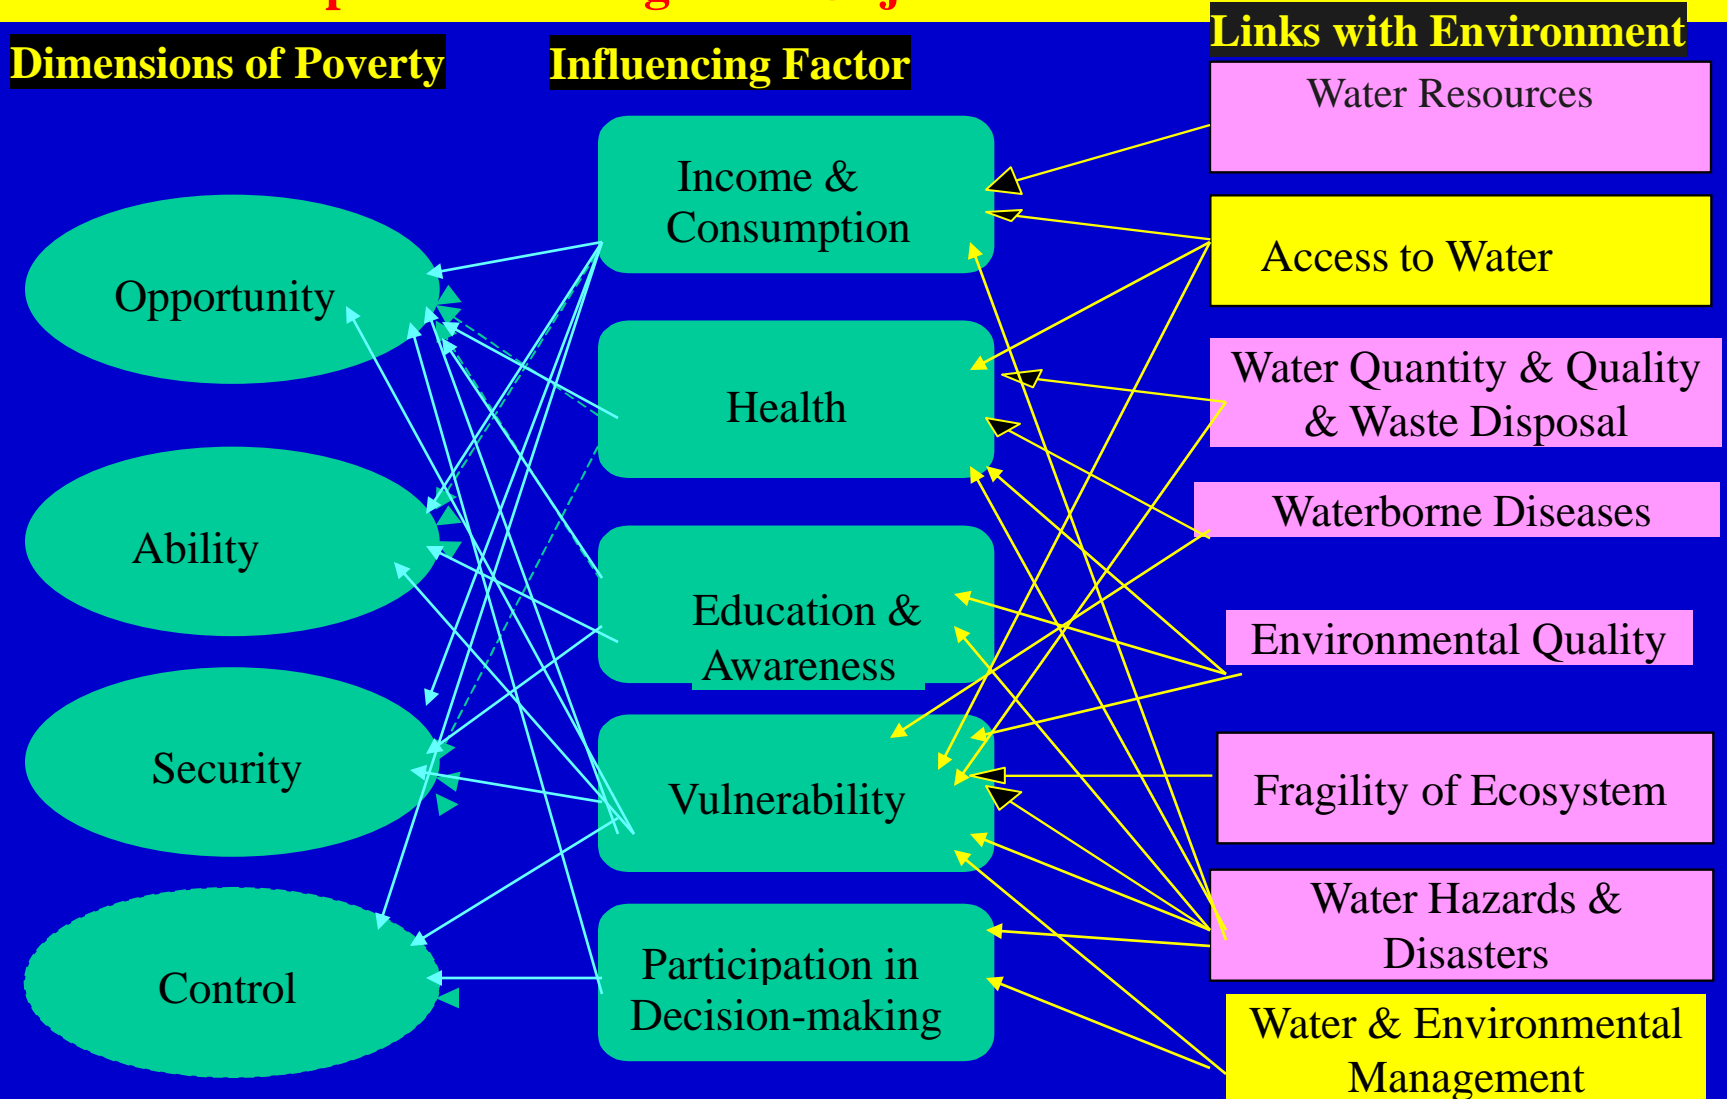 Dimensions of Poverty
Influencing Factor
Links with Environment
Opportunity
Ability
Security
Control
Income &
Consumption
Health
Education &
Awareness
Vulnerability
Participation in
Decision-making
Water Resources
Access to Water
Water Quantity & Quality
& Waste Disposal
Waterborne Diseases
Environmental Quality
Fragility of Ecosystem
Water Hazards &
Disasters
Water & Environmental
Management